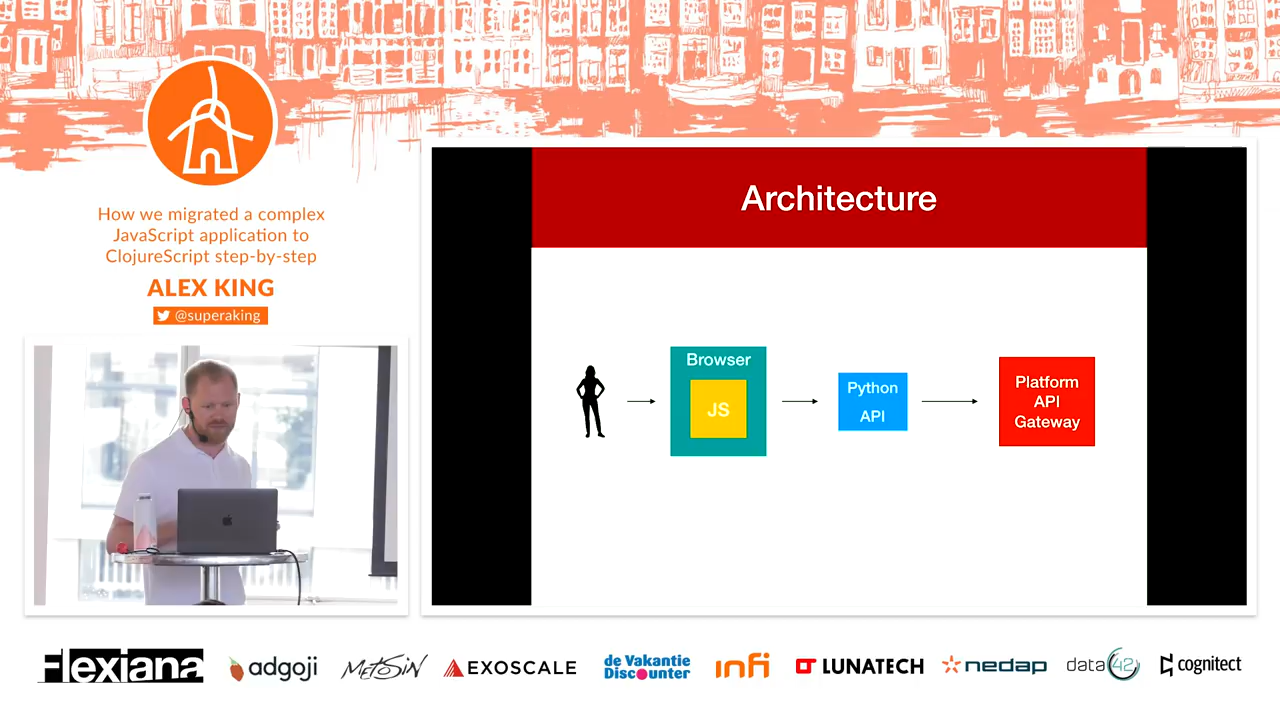 How we migrated a complex
JavaScript application to
ClojureScript step-by-step
ALEX KING
@superaking
Architecture
Browser
JS
Python
API
Platform
API
Gateway
Flexiana
adgoji
MetoSin
EXOSCALE
de Vakantie
Discounter
infi
LUNATECH
nedap
data42
cognitect